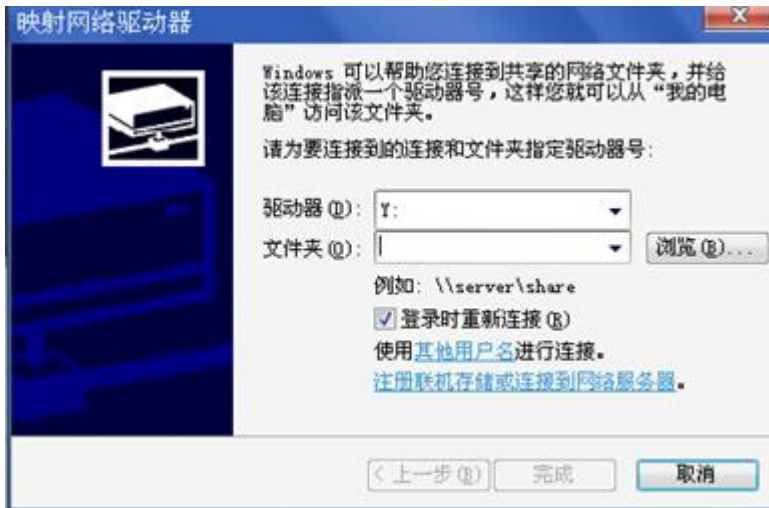 映射网络驱动器
Windows 可以帮助您连接到共享的网络文件夹，并给
该连接指派一个驱动器号，这样您就可以从“我的电
脑”访问该文件夹。
请为要连接到的连接和文件夹指定驱动器号：
驱动器(D)： Y:
文件夹(O)： 浏览(B)...
例如：\\server\share
登录时重新连接(R)
使用其他用户名进行连接。
注册联机存储或连接到网络服务器。
< 上一步(B) 完成 取消